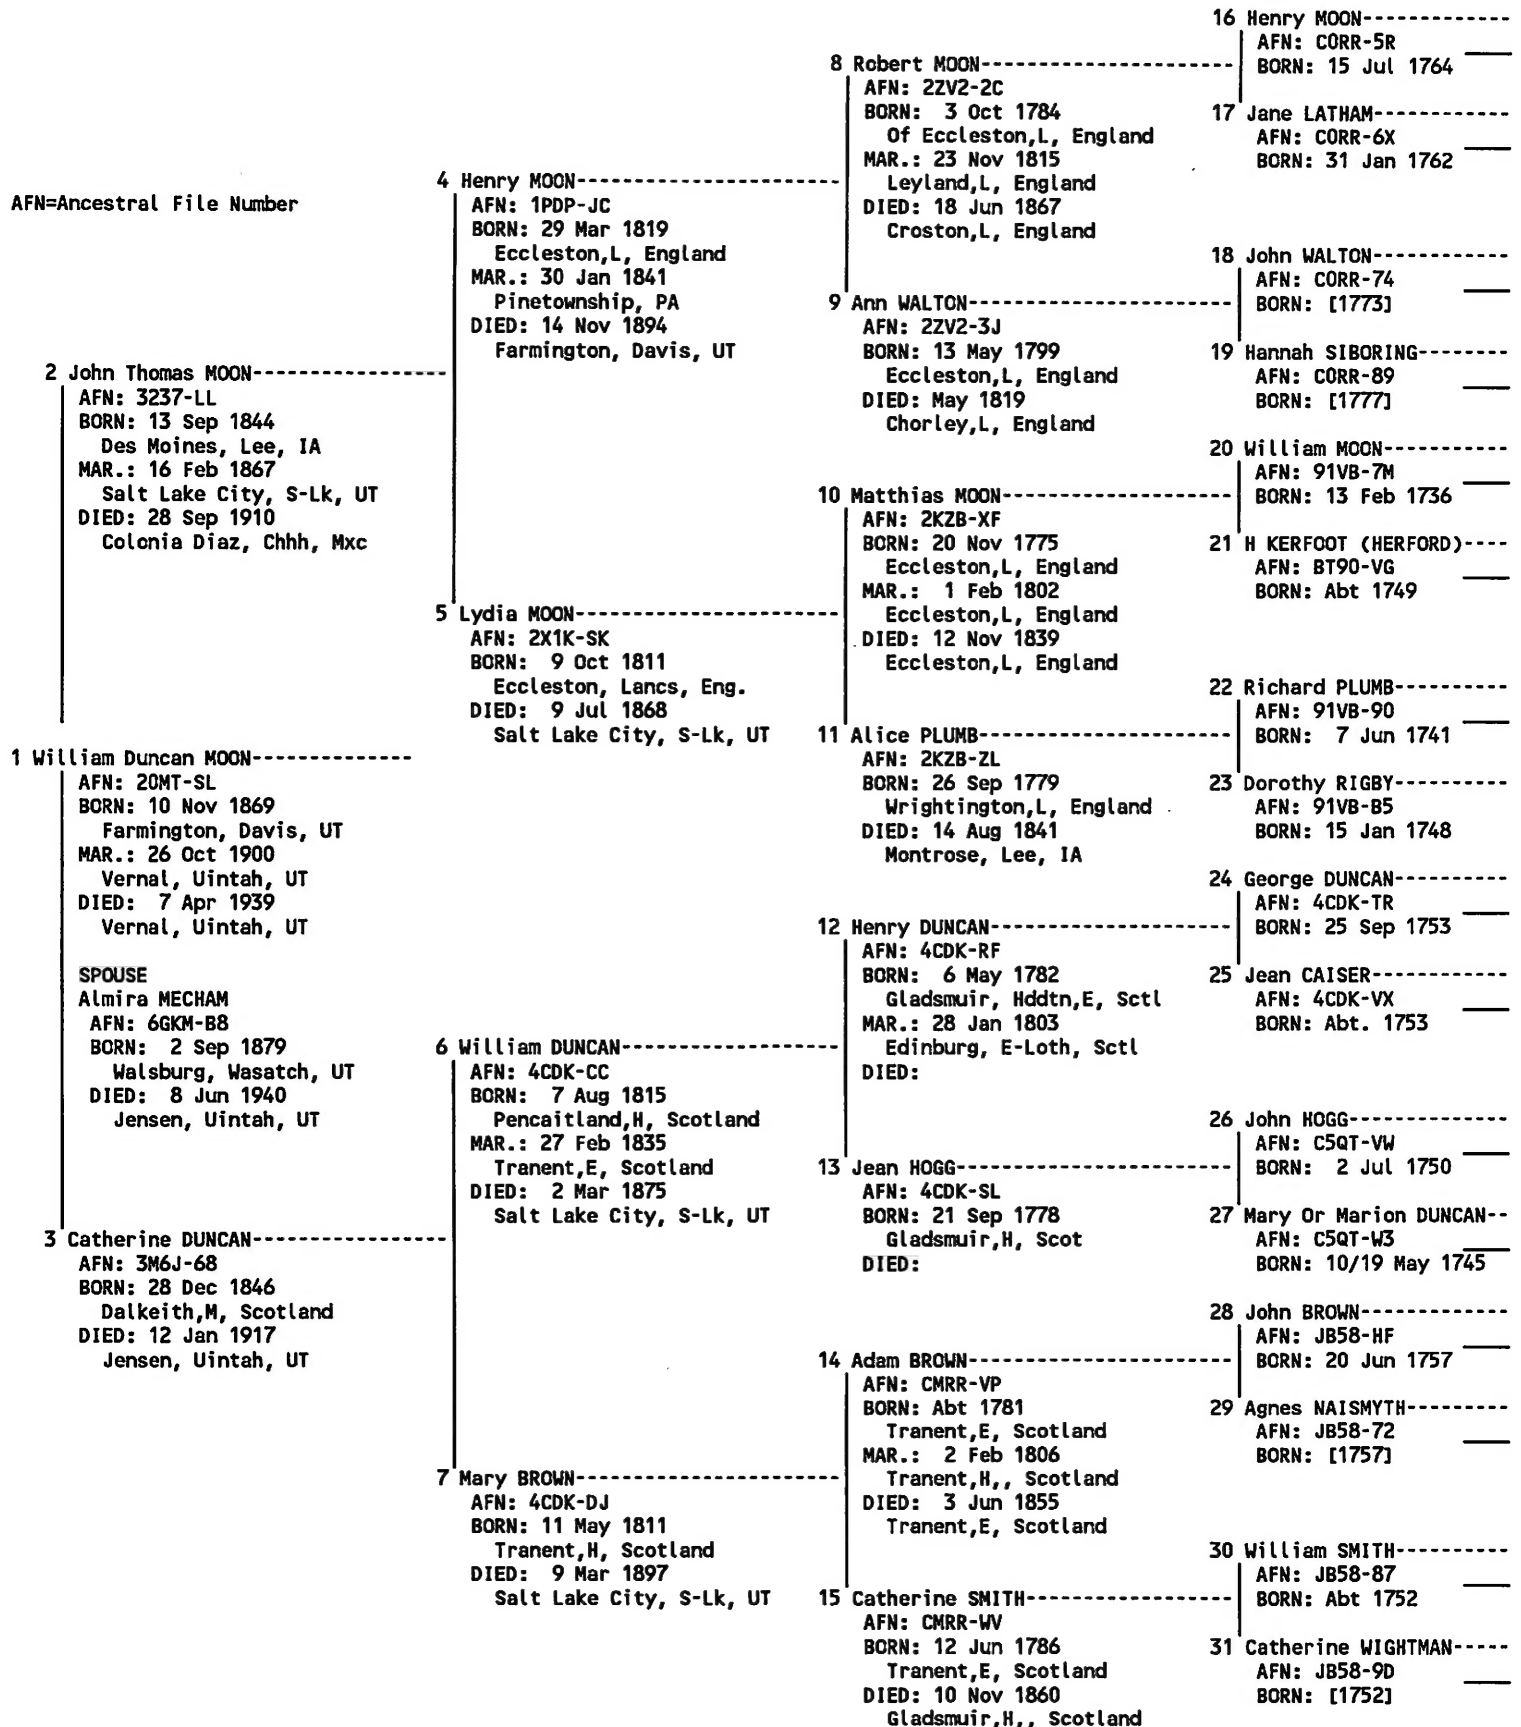 AFN=Ancestral File Number
1 William Duncan MOON--------------
AFN: 20MT-SL
BORN: 10 Nov 1869
Farmington, Davis, UT
MAR.: 26 Oct 1900
Vernal, Uintah, UT
DIED:  7 Apr 1939
Vernal, Uintah, UT
SPOUSE
Almira MECHAM
AFN: 6GKM-B8
BORN:  2 Sep 1879
Walsburg, Wasatch, UT
DIED:  8 Jun 1940
Jensen, Uintah, UT
2 John Thomas MOON-----------------
AFN: 3237-LL
BORN: 13 Sep 1844
Des Moines, Lee, IA
MAR.: 16 Feb 1867
Salt Lake City, S-Lk, UT
DIED: 28 Sep 1910
Colonia Diaz, Chhh, Mxc
3 Catherine DUNCAN-----------------
AFN: 3M6J-68
BORN: 28 Dec 1846
Dalkeith,M, Scotland
DIED: 12 Jan 1917
Jensen, Uintah, UT
4 Henry MOON-----------------------
AFN: 1PDP-JC
BORN: 29 Mar 1819
Eccleston,L, England
MAR.: 30 Jan 1841
Pinetownship, PA
DIED: 14 Nov 1894
Farmington, Davis, UT
5 Lydia MOON-----------------------
AFN: 2X1K-SK
BORN:  9 Oct 1811
Eccleston, Lancs, Eng.
DIED:  9 Jul 1868
Salt Lake City, S-Lk, UT
6 William DUNCAN-------------------
AFN: 4CDK-CC
BORN:  7 Aug 1815
Pencaitland,H, Scotland
MAR.: 27 Feb 1835
Tranent,E, Scotland
DIED:  2 Mar 1875
Salt Lake City, S-Lk, UT
7 Mary BROWN-----------------------
AFN: 4CDK-DJ
BORN: 11 May 1811
Tranent,H, Scotland
DIED:  9 Mar 1897
Salt Lake City, S-Lk, UT
8 Robert MOON----------------------
AFN: 2ZV2-2C
BORN:  3 Oct 1784
Of Eccleston,L, England
MAR.: 23 Nov 1815
Leyland,L, England
DIED: 18 Jun 1867
Croston,L, England
9 Ann WALTON-----------------------
AFN: 2ZV2-3J
BORN: 13 May 1799
Eccleston,L, England
DIED: May 1819
Chorley,L, England
10 Matthias MOON--------------------
AFN: 2KZB-XF
BORN: 20 Nov 1775
Eccleston,L, England
MAR.:  1 Feb 1802
Eccleston,L, England
DIED: 12 Nov 1839
Eccleston,L, England
11 Alice PLUMB----------------------
AFN: 2KZB-ZL
BORN: 26 Sep 1779
Wrightington,L, England
DIED: 14 Aug 1841
Montrose, Lee, IA
12 Henry DUNCAN---------------------
AFN: 4CDK-RF
BORN:  6 May 1782
Gladsmuir, Hddtn,E, Sctl
MAR.: 28 Jan 1803
Edinburg, E-Loth, Sctl
DIED:
13 Jean HOGG------------------------
AFN: 4CDK-SL
BORN: 21 Sep 1778
Gladsmuir,H, Scot
DIED:
14 Adam BROWN-----------------------
AFN: CMRR-VP
BORN: Abt 1781
Tranent,E, Scotland
MAR.:  2 Feb 1806
Tranent,H,, Scotland
DIED:  3 Jun 1855
Tranent,E, Scotland
15 Catherine SMITH------------------
AFN: CMRR-WV
BORN: 12 Jun 1786
Tranent,E, Scotland
DIED: 10 Nov 1860
Gladsmuir,H,, Scotland
16 Henry MOON-------------
AFN: CORR-5R
BORN: 15 Jul 1764
17 Jane LATHAM------------
AFN: CORR-6X
BORN: 31 Jan 1762
18 John WALTON------------
AFN: CORR-74
BORN: [1773]
19 Hannah SIBORING--------
AFN: CORR-89
BORN: [1777]
20 William MOON-----------
AFN: 91VB-7M
BORN: 13 Feb 1736
21 H KERFOOT (HERFORD)----
AFN: BT90-VG
BORN: Abt 1749
22 Richard PLUMB----------
AFN: 91VB-90
BORN:  7 Jun 1741
23 Dorothy RIGBY----------
AFN: 91VB-B5
BORN: 15 Jan 1748
24 George DUNCAN----------
AFN: 4CDK-TR
BORN: 25 Sep 1753
25 Jean CAISER------------
AFN: 4CDK-VX
BORN: Abt. 1753
26 John HOGG--------------
AFN: C5QT-VW
BORN:  2 Jul 1750
27 Mary Or Marion DUNCAN--
AFN: C5QT-W3
BORN: 10/19 May 1745
28 John BROWN-------------
AFN: JB58-HF
BORN: 20 Jun 1757
29 Agnes NAISMYTH---------
AFN: JB58-72
BORN: [1757]
30 William SMITH----------
AFN: JB58-87
BORN: Abt 1752
31 Catherine WIGHTMAN-----
AFN: JB58-9D
BORN: [1752]